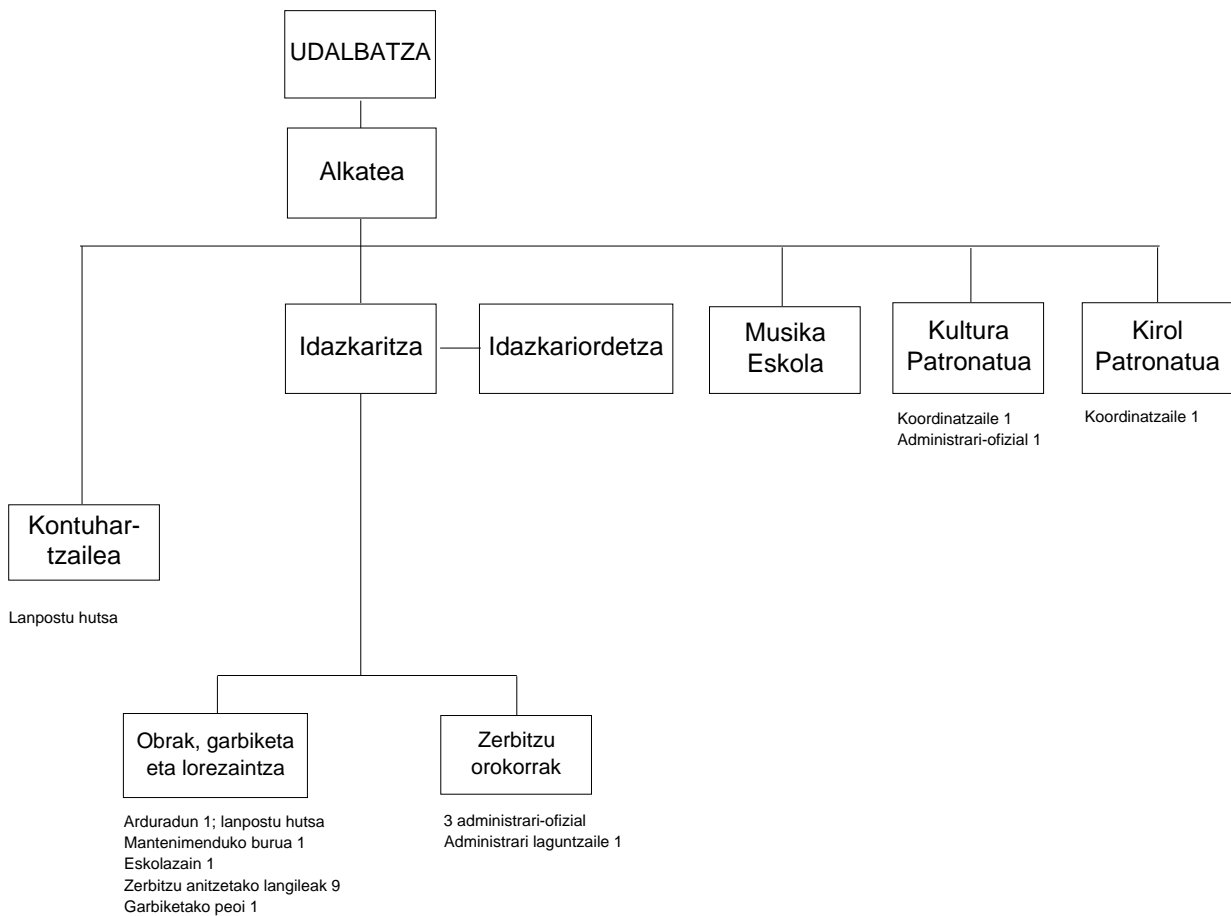 UDALBATZA
Alkatea
Idazkaritza
Idazkariordetza
Musika
Eskola
Kultura
Patronatua
Kirol
Patronatua
Koordinatzaile 1
Administrari-ofizial 1
Koordinatzaile 1
Kontuhar-
tzailea
Lanpostu hutsa
Obrak, garbiketa
eta lorezaintza
Zerbitzu
orokorrak
Arduradun 1; lanpostu hutsa
Mantenimenduko burua 1
Eskolazain 1
Zerbitzu anitzetako langileak 9
Garbiketako peoi 1
3 administrari-ofizial
Administrari laguntzaile 1